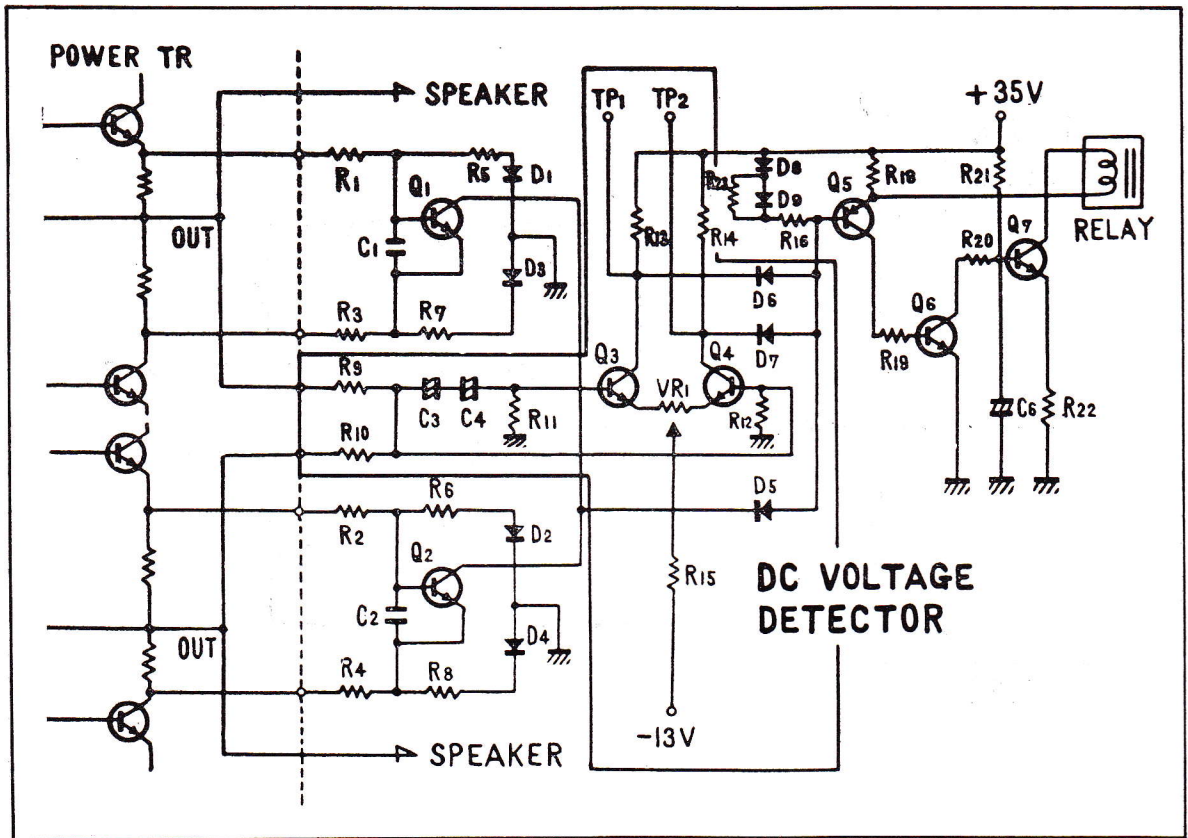 POWER TR
SPEAKER
TP1 TP2
+35V
R1
R5
D1
Q1
C1
OUT
D3
R3
R7
R13
R14
R23
D8
D9
R16
Q5
R18
R21
RELAY
D6
D7
R20
Q7
Q6
R19
R9
Q3
Q4
VR1
C3
C4
R11
R12
R10
C6
R22
R6
D5
R2
D2
Q2
R15
DC VOLTAGE
DETECTOR
C2
OUT
D4
R4
R8
-13V
SPEAKER